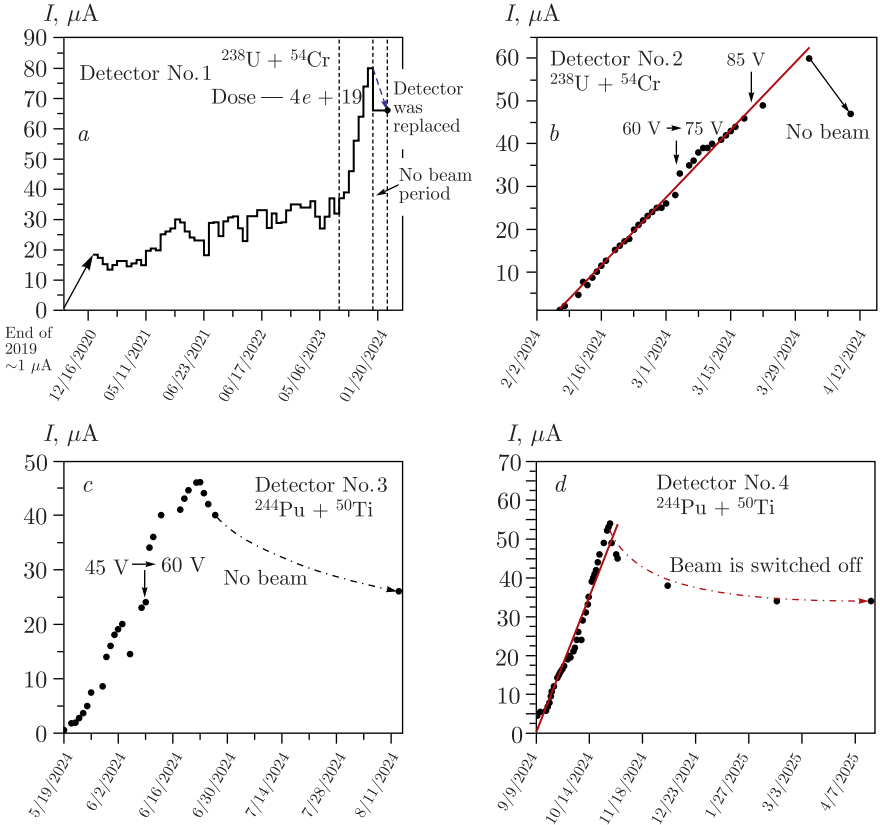 I, μA
90
80
70
60
50
40
30
20
10
0
Detector No.1
²³⁸U + ⁵⁴Cr
Dose — 4e + 19
a
Detector
was
replaced
No beam
period
End of
2019
~1 μA
12/16/2020
05/11/2021
06/23/2021
06/17/2022
05/06/2023
01/20/2024
I, μA
60
50
40
30
20
10
Detector No.2
²³⁸U + ⁵⁴Cr
b
85 V
60 V → 75 V
No beam
2/2/2024
2/16/2024
3/1/2024
3/15/2024
3/29/2024
4/12/2024
I, μA
50
40
30
20
10
0
c
Detector No.3
²⁴⁴Pu + ⁵⁰Ti
45 V → 60 V
No beam
5/19/2024
6/2/2024
6/16/2024
6/30/2024
7/14/2024
7/28/2024
8/11/2024
I, μA
70
60
50
40
30
20
10
0
d
Detector No.4
²⁴⁴Pu + ⁵⁰Ti
Beam is switched off
9/9/2024
10/14/2024
11/18/2024
12/23/2024
1/27/2025
3/3/2025
4/7/2025